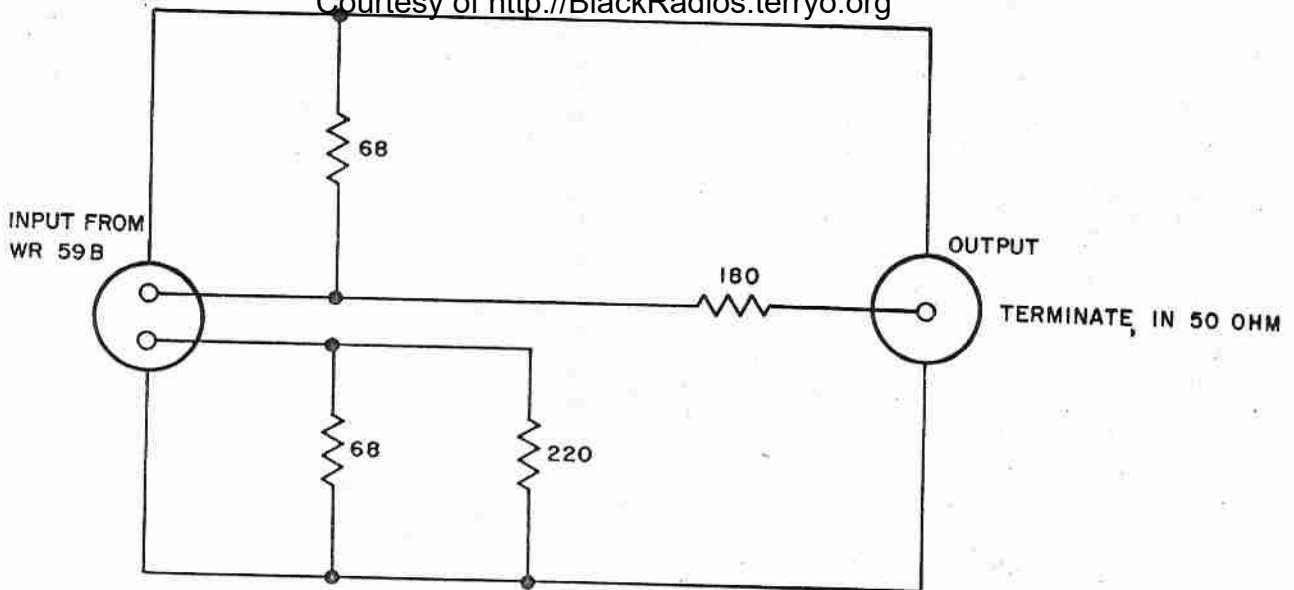 Courtesy of http://BlackRadios.terryo.org
68
INPUT FROM
WR 59B
OUTPUT
180
TERMINATE, IN 50 OHM
68
220